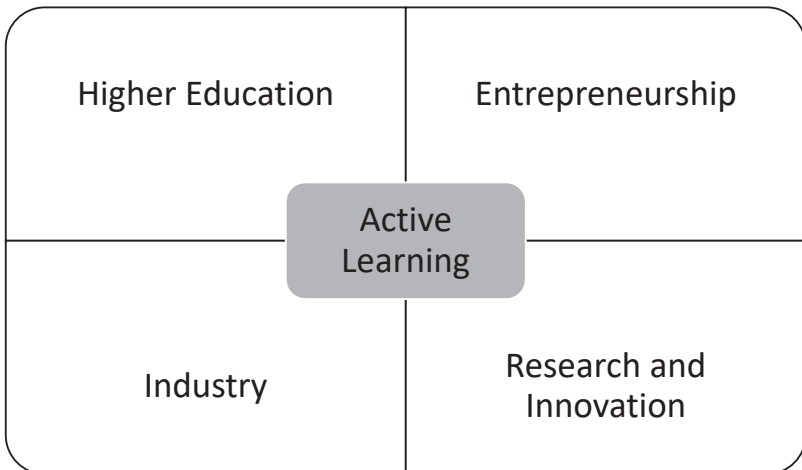 Higher Education
Entrepreneurship
Active
Learning
Industry
Research and
Innovation